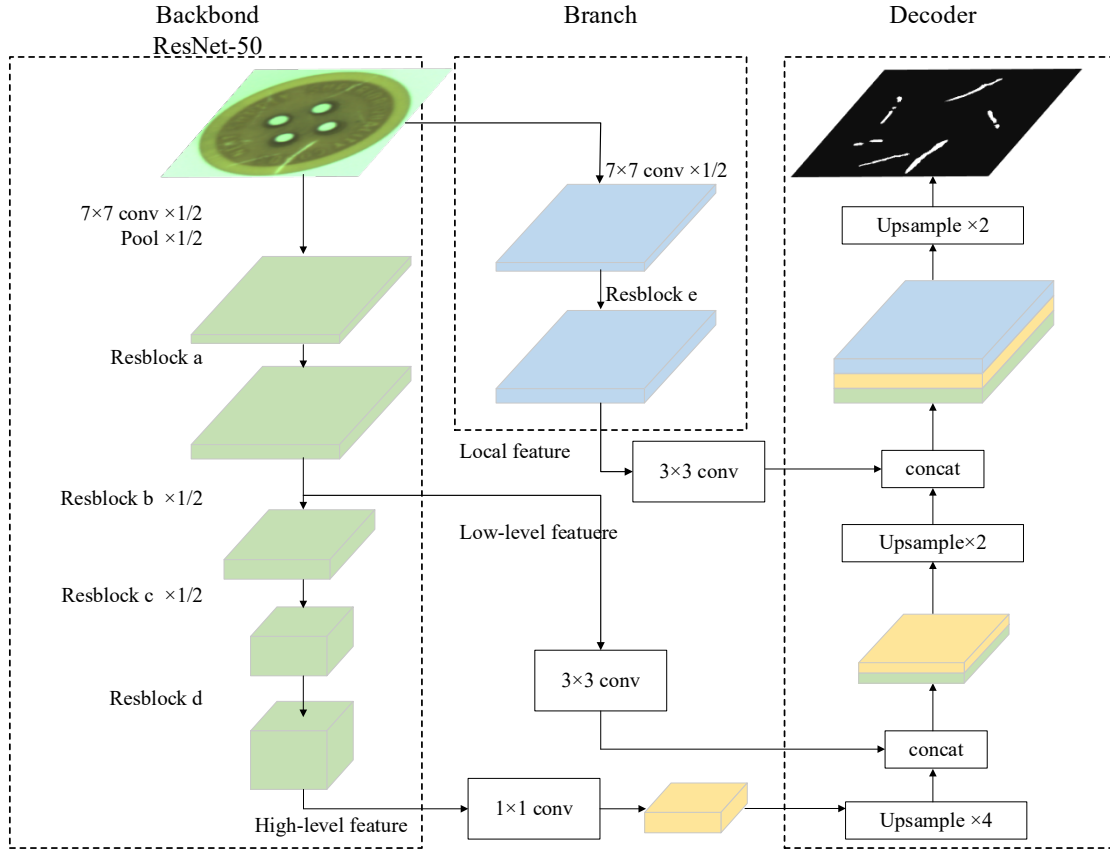 Backbond
ResNet-50
Branch
Decoder
7×7 conv ×1/2
Pool ×1/2
7×7 conv ×1/2
Upsample ×2
Resblock e
Resblock a
Local feature
3×3 conv
concat
Resblock b ×1/2
Low-level featuere
Upsample×2
Resblock c ×1/2
3×3 conv
Resblock d
concat
High-level feature
1×1 conv
Upsample ×4